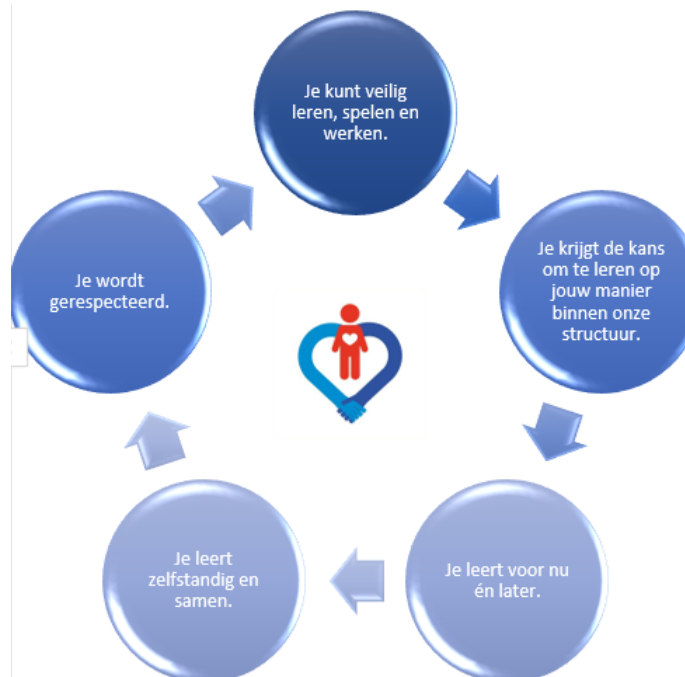 Je kunt veilig
leren, spelen en
werken.
Je krijgt de kans
om te leren op
jouw manier
binnen onze
structuur.
Je leert voor nu
én later.
Je leert
zelfstandig en
samen.
Je wordt
gerespecteerd.